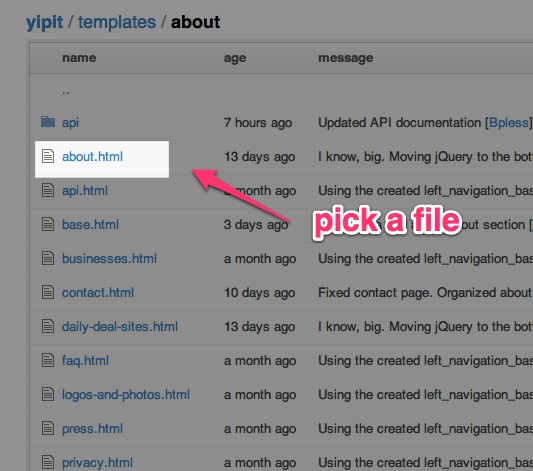 yipit / templates / about
name age message
..
api 7 hours ago Updated API documentation [Bpless]
about.html 13 days ago I know, big. Moving jQuery to the bott
api.html a month ago Using the created left_navigation_bas
base.html 3 days ago section [
pick a file
businesses.html a month ago Using the created left_navigation_bas
contact.html 10 days ago Fixed contact page. Organized about
daily-deal-sites.html 13 days ago I know, big. Moving jQuery to the bott
faq.html a month ago Using the created left_navigation_bas
logos-and-photos.html a month ago Using the created left_navigation_bas
press.html a month ago Using the created left_navigation_bas
privacy.html a month ago Using the created left_navigation_bas